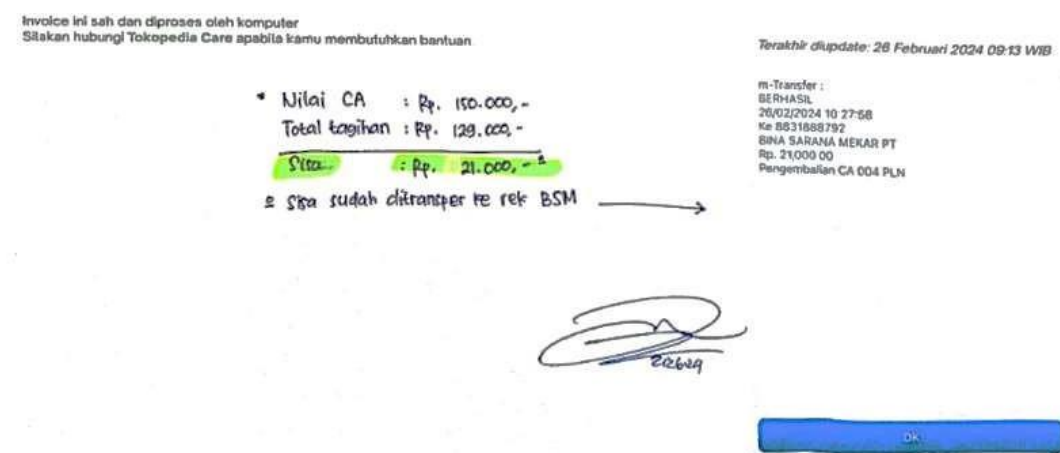 Invoice ini sah dan diproses oleh komputer
Silakan hubungi Tokopedia Care apabila kamu membutuhkan bantuan
Terakhir diupdate: 26 Februari 2024 09:13 WIB
* Nilai CA : Rp. 150.000,-
Total tagihan : Rp. 129.000,-
Sisa : Rp. 21.000,-
Sisa sudah ditransper ke rek BSM
m-Transfer :
BERHASIL
26/02/2024 10:27:58
Ke 8831688792
BINA SARANA MEKAR PT
Rp. 21,000.00
Pengembalian CA 004 PLN
OK